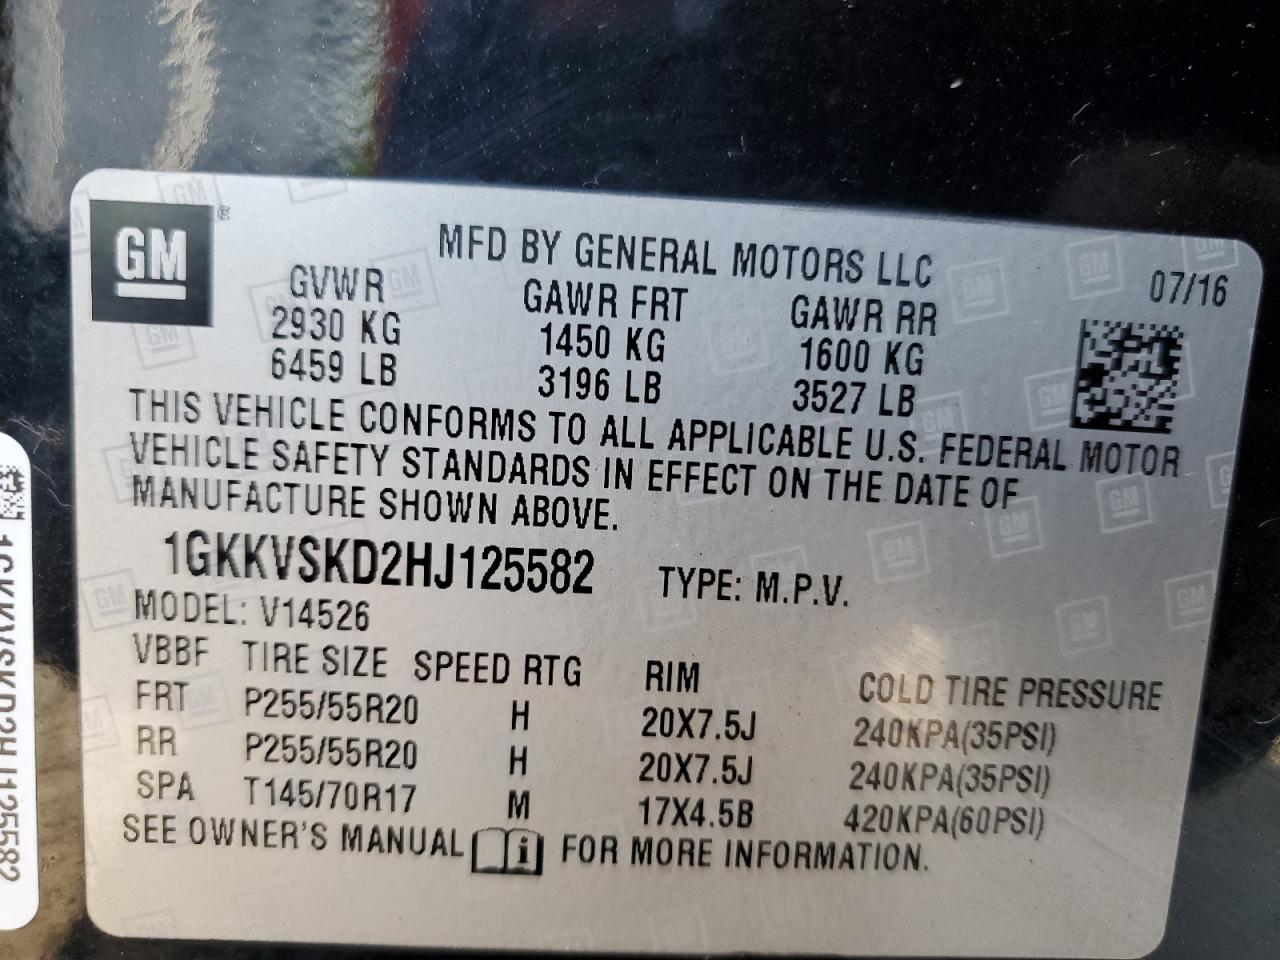 GM®
MFD BY GENERAL MOTORS LLC
07/16
GVWR GAWR FRT GAWR RR
2930 KG 1450 KG 1600 KG
6459 LB 3196 LB 3527 LB
THIS VEHICLE CONFORMS TO ALL APPLICABLE U.S. FEDERAL MOTOR
VEHICLE SAFETY STANDARDS IN EFFECT ON THE DATE OF
MANUFACTURE SHOWN ABOVE.
1GKKVSKD2HJ125582 TYPE: M.P.V.
MODEL: V14526
VBBF TIRE SIZE SPEED RTG RIM COLD TIRE PRESSURE
FRT P255/55R20 H 20X7.5J 240KPA(35PSI)
RR P255/55R20 H 20X7.5J 240KPA(35PSI)
SPA T145/70R17 M 17X4.5B 420KPA(60PSI)
SEE OWNER'S MANUAL i FOR MORE INFORMATION.
1GKKVSKD2HJ125582